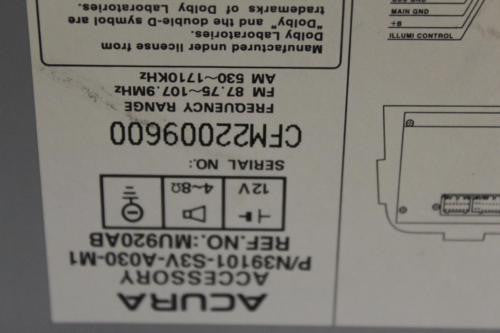 ACURA
ACCESSORY
P/N39101-S3V-A030-M1
REF.NO.:MU920AB
12V 4~8Ω
SERIAL NO.:
CFM22009600
FREQUENCY RANGE
FM 87.75~107.9MHz
AM 530~1710KHz
Manufactured under license from
Dolby Laboratories.
"Dolby" and the double-D symbol are
trademarks of Dolby Laboratories.
ILLUMI CONTROL
+B
MAIN GND